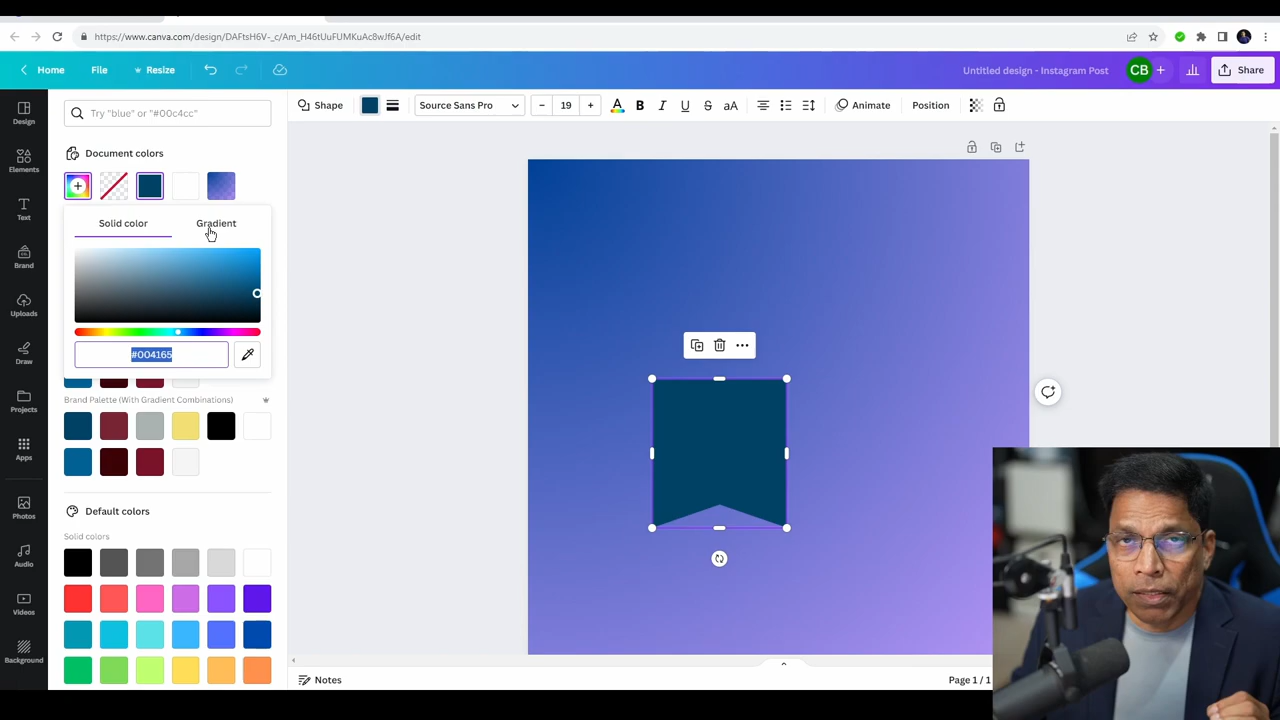 https://www.canva.com/design/DAFtsH6V-_c/Am_H46tUuFUMKuAc8wJf6A/edit
Home
File
Resize
Untitled design - Instagram Post
CB
Share
Design
Elements
Text
Brand
Uploads
Draw
Projects
Apps
Photos
Audio
Videos
Background
Try "blue" or "#00c4cc"
Document colors
Solid color
Gradient
#004165
Brand Palette (With Gradient Combinations)
Default colors
Solid colors
Shape
Source Sans Pro
19
A
B
I
U
S
aA
Animate
Position
Notes
Page 1 / 1